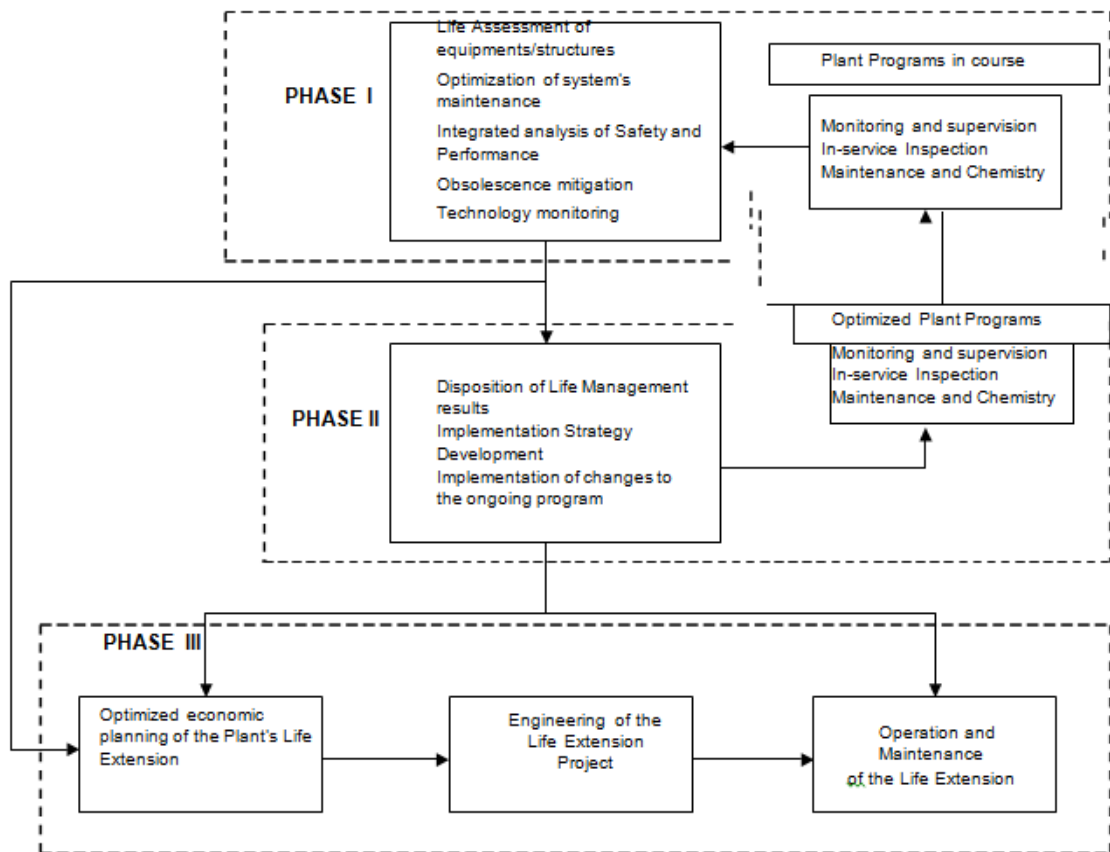 PHASE I
Life Assessment of
equipments/structures
Optimization of system's
maintenance
Integrated analysis of Safety and
Performance
Obsolescence mitigation
Technology monitoring
Plant Programs in course
Monitoring and supervision
In-service Inspection
Maintenance and Chemistry
Optimized Plant Programs
Monitoring and supervision
In-service Inspection
Maintenance and Chemistry
PHASE II
Disposition of Life Management
results
Implementation Strategy
Development
Implementation of changes to
the ongoing program
PHASE III
Optimized economic
planning of the Plant's Life
Extension
Engineering of the
Life Extension
Project
Operation and
Maintenance
of the Life Extension